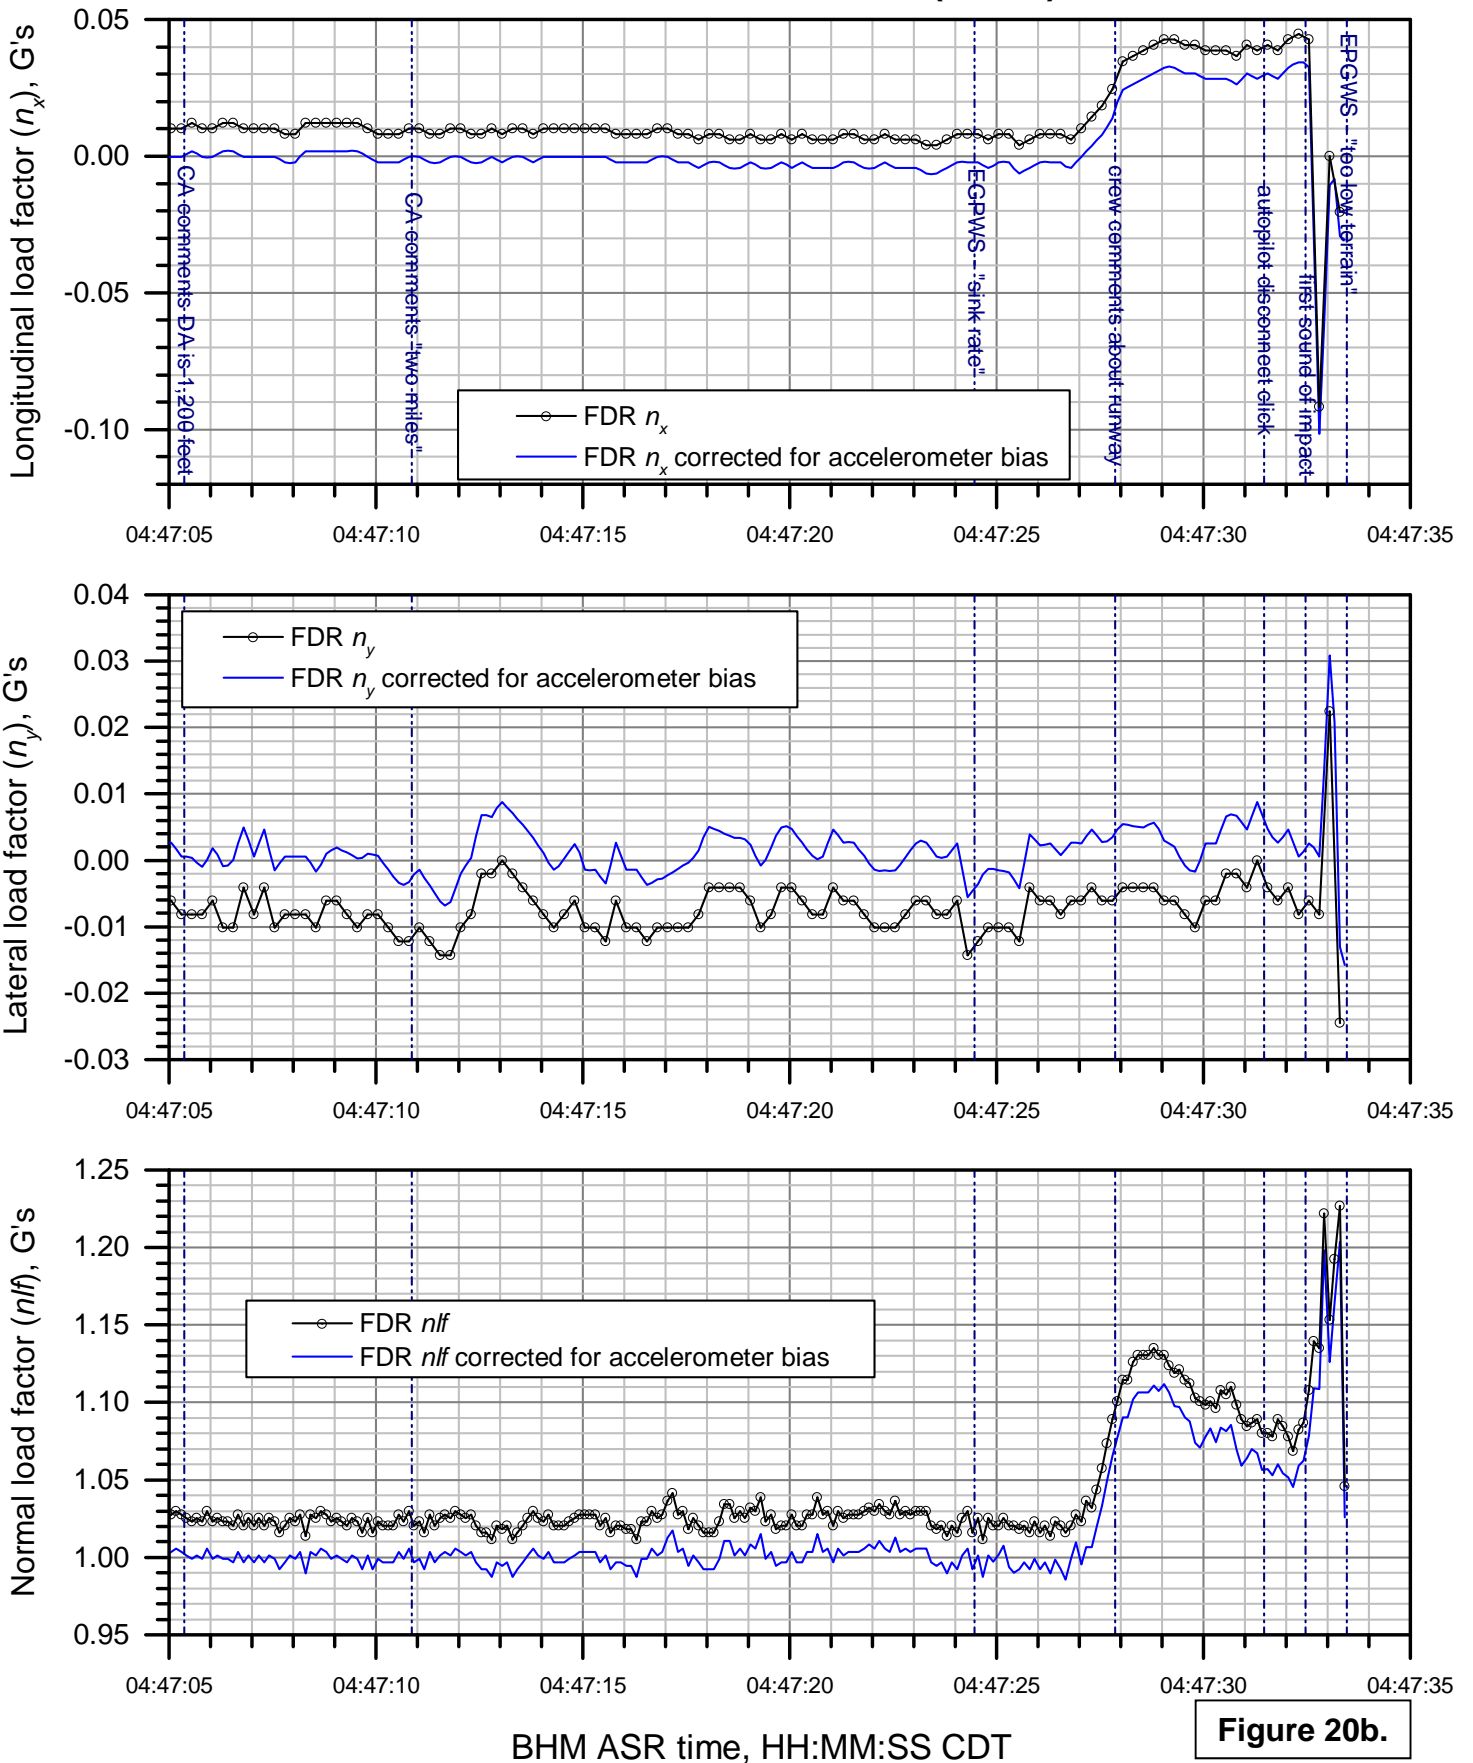 Longitudinal load factor (nx), G's
0.05
0.00
-0.05
-0.10
CA comments DA is 1,200 feet
CA comments "two miles"
EGPWS - "sink rate"
crew comments about runway
autopilot disconnect click
first sound of impact
EPGWS - "too low terrain"
FDR nx
FDR nx corrected for accelerometer bias
04:47:05 04:47:10 04:47:15 04:47:20 04:47:25 04:47:30 04:47:35
Lateral load factor (ny), G's
0.04
0.03
0.02
0.01
0.00
-0.01
-0.02
-0.03
FDR ny
FDR ny corrected for accelerometer bias
04:47:05 04:47:10 04:47:15 04:47:20 04:47:25 04:47:30 04:47:35
Normal load factor (nlf), G's
1.25
1.20
1.15
1.10
1.05
1.00
0.95
FDR nlf
FDR nlf corrected for accelerometer bias
04:47:05 04:47:10 04:47:15 04:47:20 04:47:25 04:47:30 04:47:35
BHM ASR time, HH:MM:SS CDT
Figure 20b.